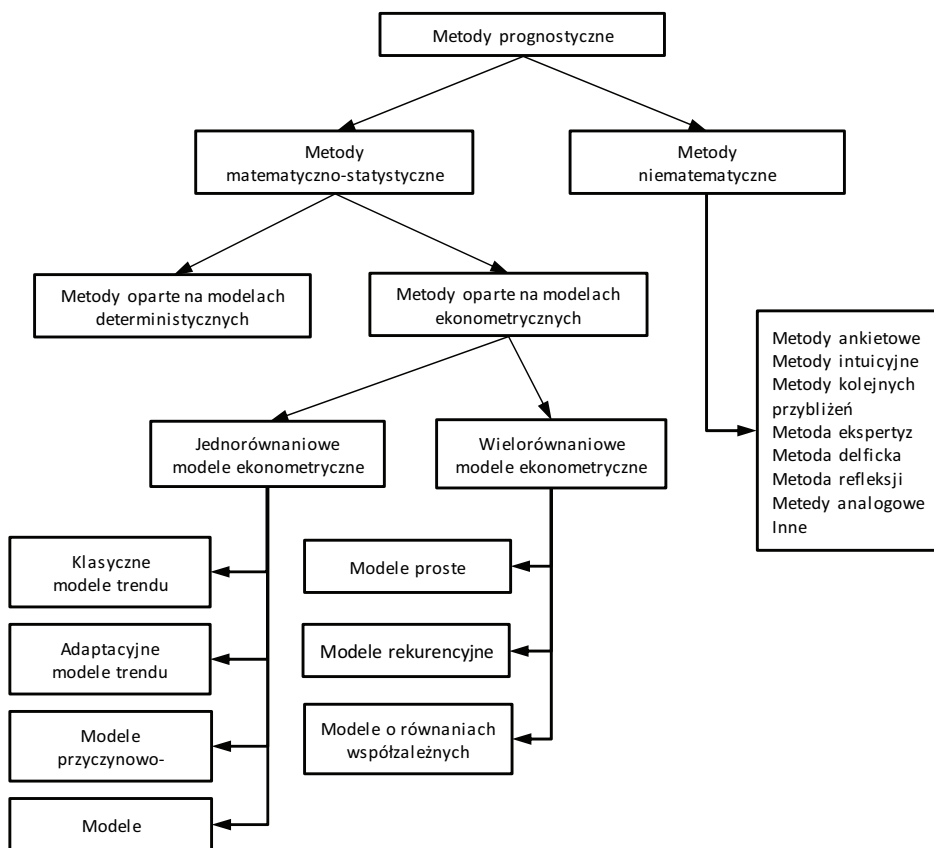 Metody prognostyczne
Metody
matematyczno-statystyczne
Metody
niematematyczne
Metody oparte na modelach
deterministycznych
Metody oparte na modelach
ekonometrycznych
Metody ankietowe
Metody intuicyjne
Metody kolejnych
przybliżeń
Metoda ekspertyz
Metoda delficka
Metoda refleksji
Metedy analogowe
Inne
Jednorównaniowe
modele ekonometryczne
Wielorównaniowe
modele ekonometryczne
Klasyczne
modele trendu
Adaptacyjne
modele trendu
Modele
przyczynowo-
Modele
Modele proste
Modele rekurencyjne
Modele o równaniach
współzależnych